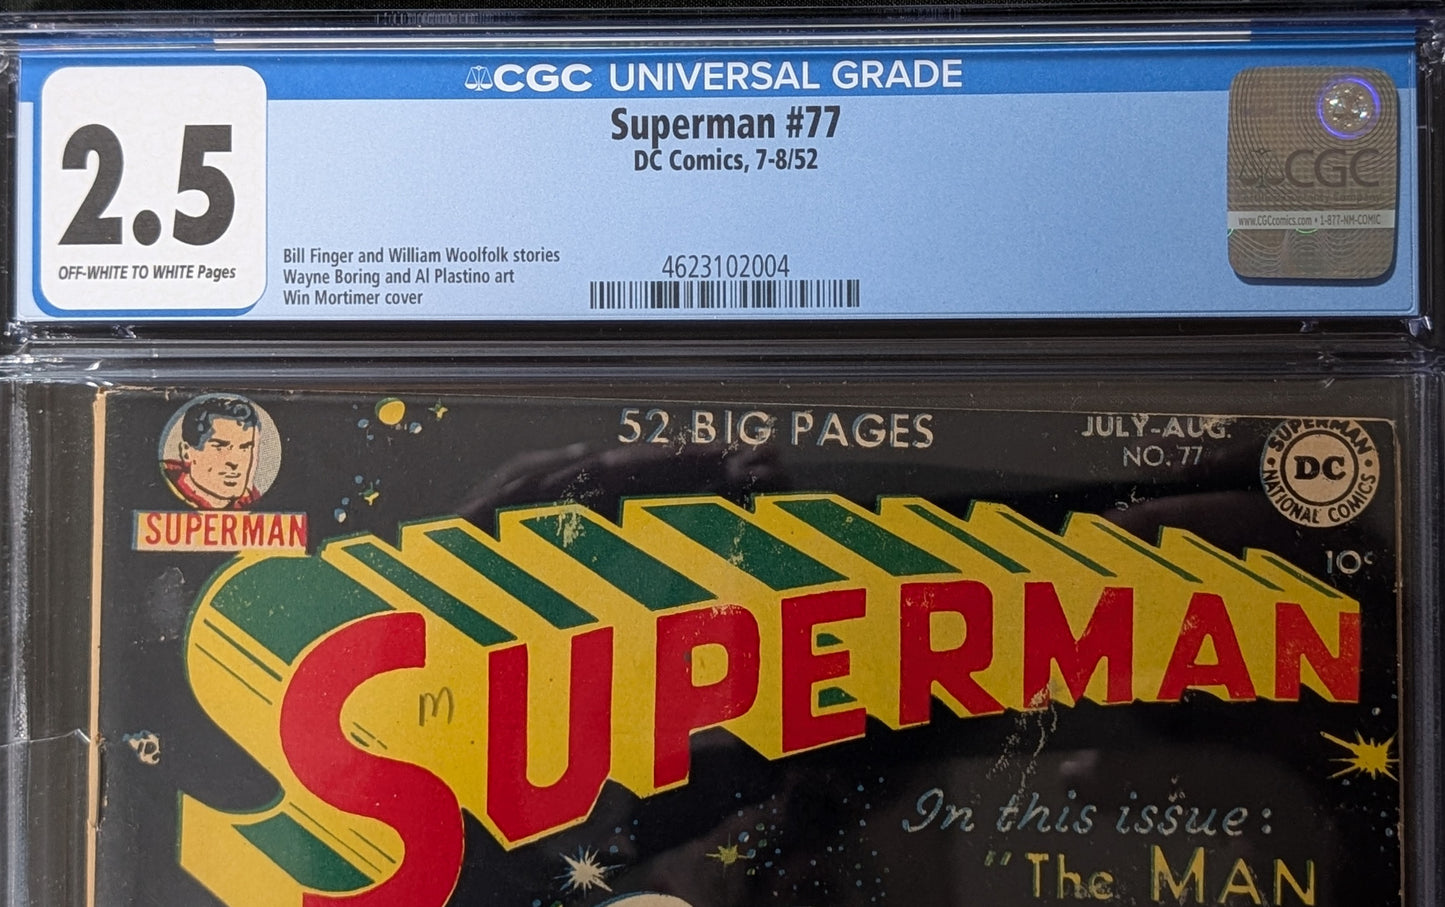 CGC UNIVERSAL GRADE
Superman #77
DC Comics, 7-8/52
2.5
OFF-WHITE TO WHITE Pages
Bill Finger and William Woolfolk stories
Wayne Boring and Al Plastino art
Win Mortimer cover
4623102004
CGC
www.CGCcomics.com • 1-877-NM-COMIC
SUPERMAN
52 BIG PAGES
JULY-AUG.
NO. 77
SUPERMAN
DC
NATIONAL COMICS
10¢
SUPERMAN
m
In this issue:
"The MAN